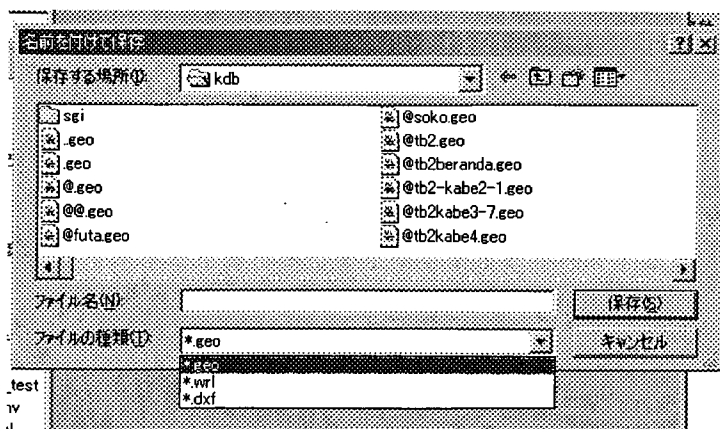 名前を付けて保存
保存する場所(I):
kdb
sgi
..geo
.geo
@.geo
@@.geo
@futa.geo
@soko.geo
@tb2.geo
@tb2beranda.geo
@tb2-kabe2-1.geo
@tb2kabe3-7.geo
@tb2kabe4.geo
ファイル名(N):
保存(S)
ファイルの種類(T):
*.geo
キャンセル
*.geo
*.wrl
*.dxf
_test